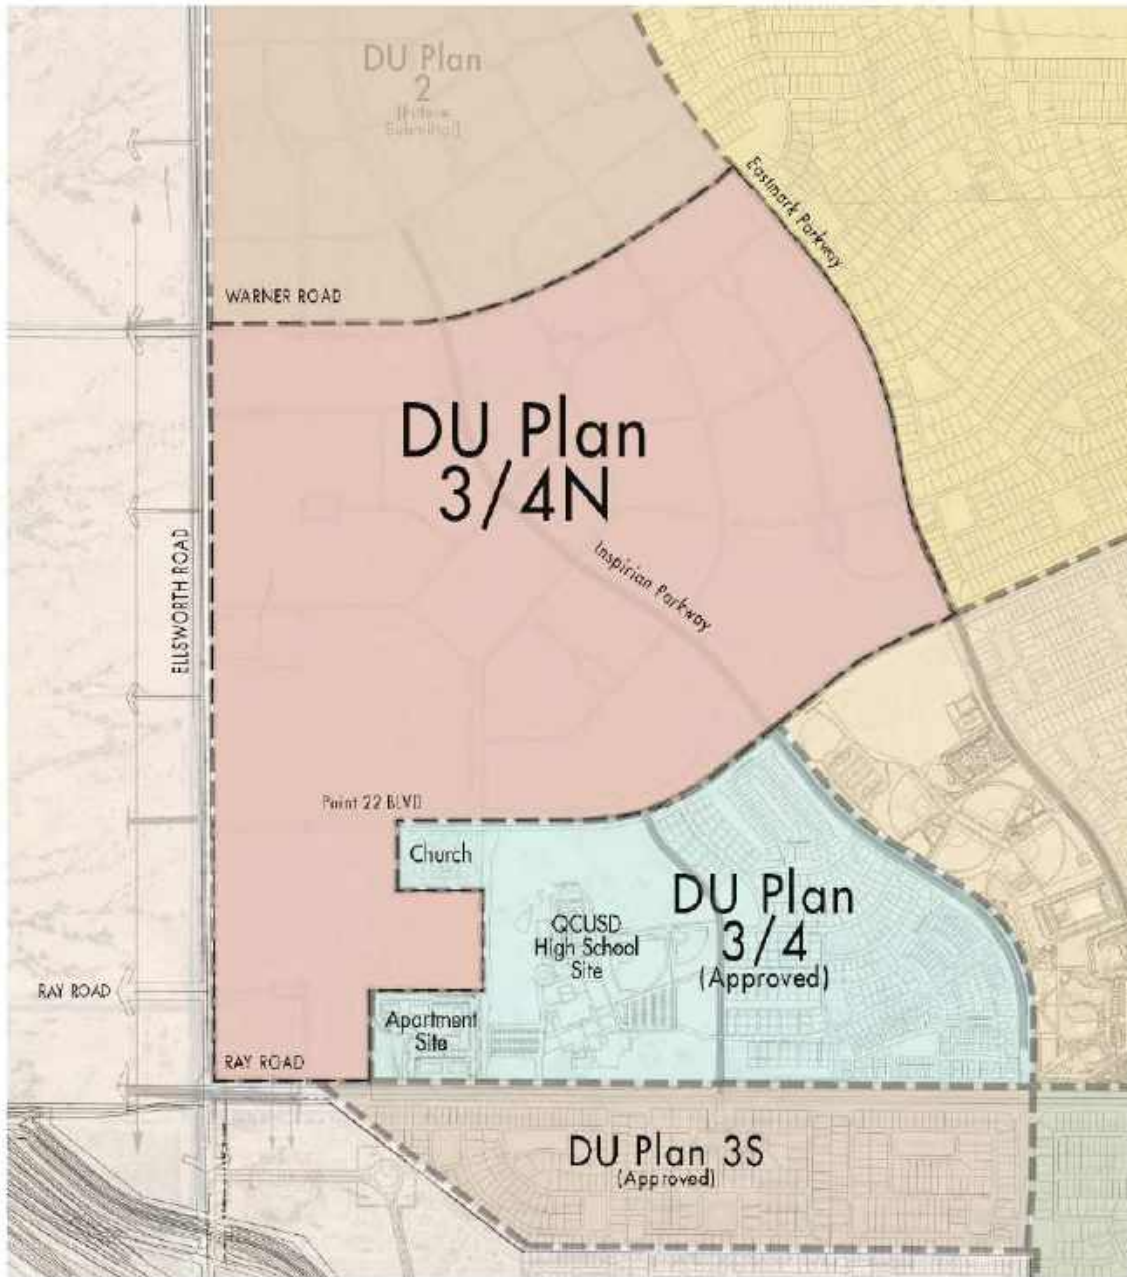 DU Plan
2
[Future
Submittal]
Eastmark Parkway
WARNER ROAD
DU Plan
3/4N
Inspirian Parkway
ELLSWORTH ROAD
Point 22 BLVD
Church
DU Plan
3/4
(Approved)
QCUSD
High School
Site
RAY ROAD
Apartment
Site
RAY ROAD
DU Plan 3S
(Approved)